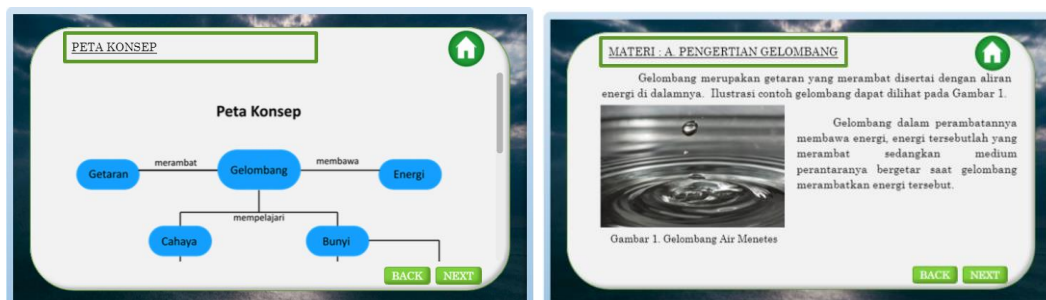 PETA KONSEP
Peta Konsep
Getaran
merambat
Gelombang
membawa
Energi
mempelajari
Cahaya
Bunyi
BACK
NEXT
MATERI : A. PENGERTIAN GELOMBANG
Gelombang merupakan getaran yang merambat disertai dengan aliran
energi di dalamnya. Ilustrasi contoh gelombang dapat dilihat pada Gambar 1.
Gelombang dalam perambatannya
membawa energi, energi tersebutlah yang
merambat sedangkan medium
perantaranya bergetar saat gelombang
merambatkan energi tersebut.
Gambar 1. Gelombang Air Menetes
BACK
NEXT